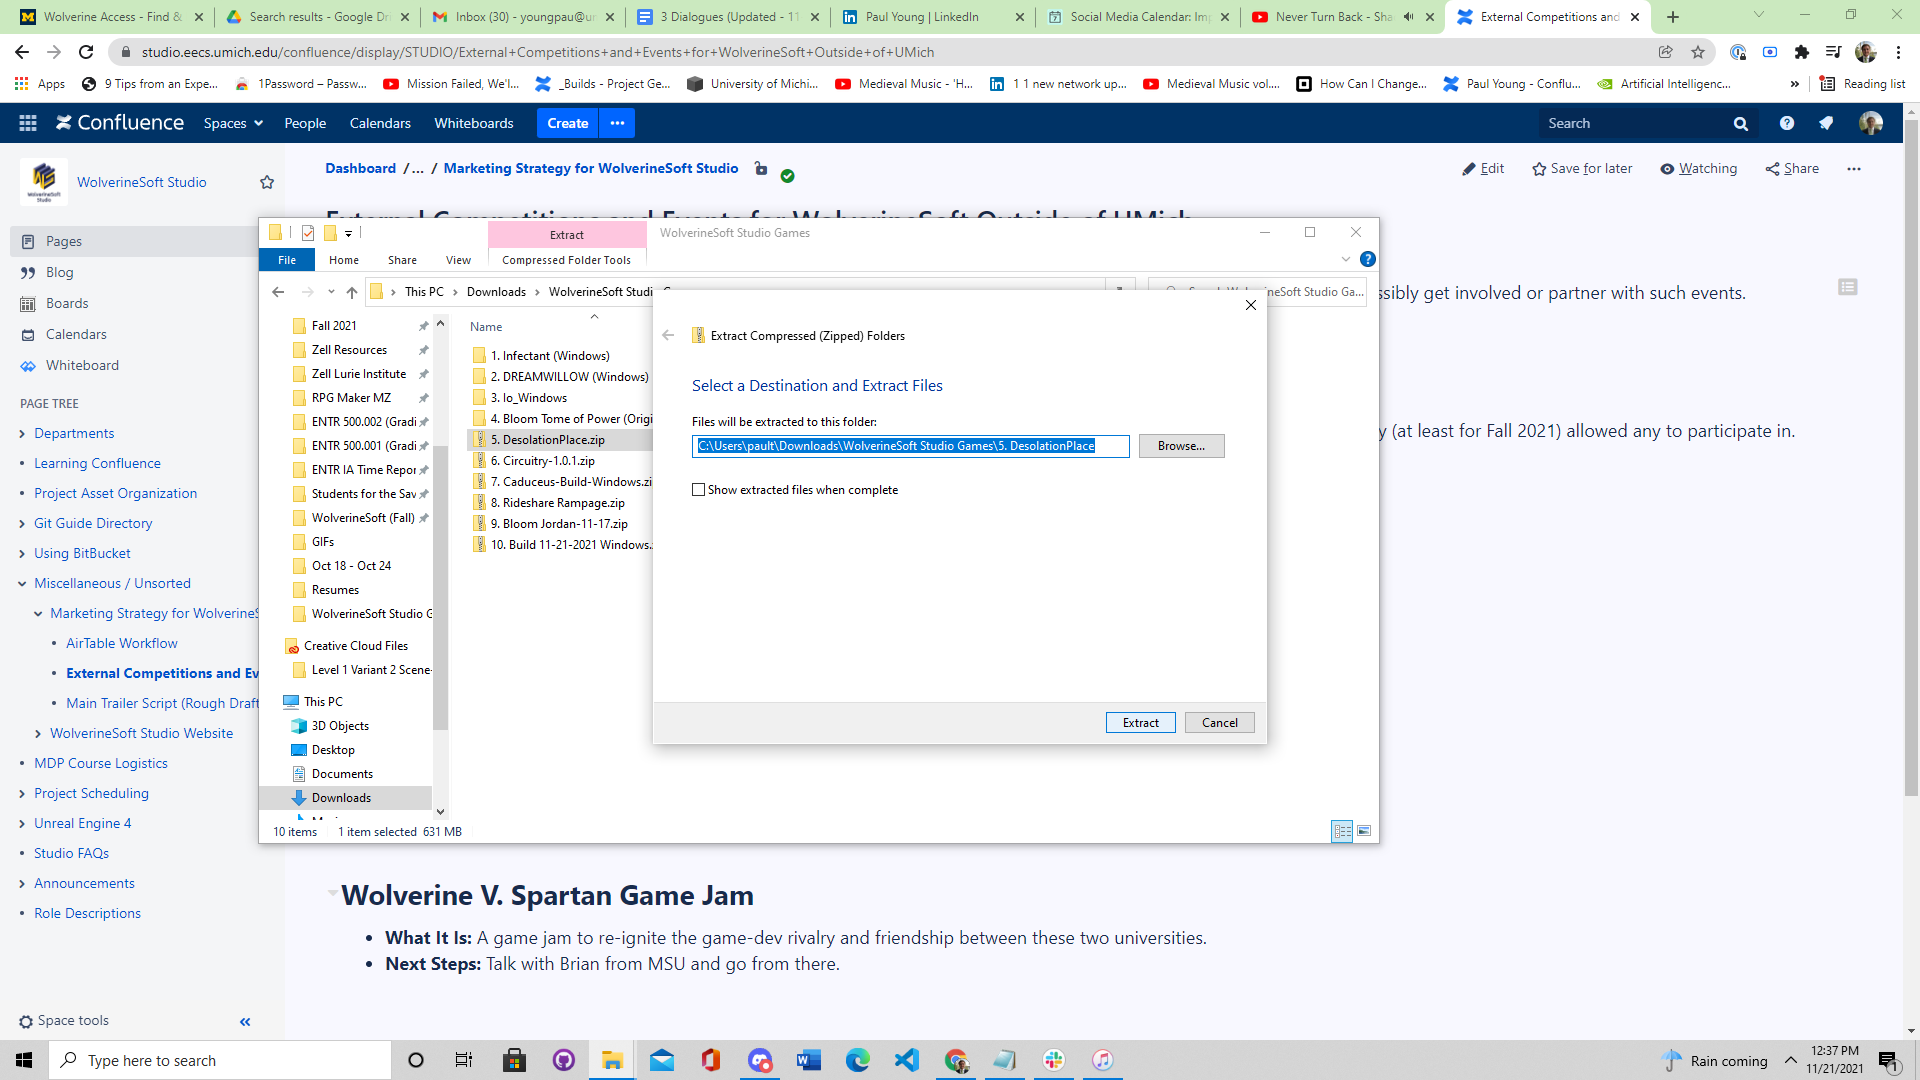 Wolverine Access - Find &
Search results - Google Dri
Inbox (30) - youngpau@un
3 Dialogues (Updated - 11
Paul Young | LinkedIn
Social Media Calendar: Imp
Never Turn Back - Sha
External Competitions and
studio.eecs.umich.edu/confluence/display/STUDIO/External+Competitions+and+Events+for+WolverineSoft+Outside+of+UMich
Apps
9 Tips from an Expe...
1Password – Passw...
Mission Failed, We'l...
_Builds - Project Ge...
University of Michi...
Medieval Music - 'H...
1 1 new network up...
Medieval Music vol....
How Can I Change...
Paul Young - Conflu...
Artificial Intelligenc...
»
Reading list
Confluence
Spaces
People
Calendars
Whiteboards
Create
Search
WolverineSoft Studio
Dashboard / ... / Marketing Strategy for WolverineSoft Studio
Edit
Save for later
Watching
Share
External Competitions and Events for WolverineSoft Outside of UMich
Pages
Blog
Boards
Calendars
Whiteboard
PAGE TREE
Departments
Learning Confluence
Project Asset Organization
Git Guide Directory
Using BitBucket
Miscellaneous / Unsorted
Marketing Strategy for WolverineS
AirTable Workflow
External Competitions and Ev
Main Trailer Script (Rough Draft
WolverineSoft Studio Website
MDP Course Logistics
Project Scheduling
Unreal Engine 4
Studio FAQs
Announcements
Role Descriptions
Space tools
«
Extract
WolverineSoft Studio Games
File
Home
Share
View
Compressed Folder Tools
This PC > Downloads > WolverineSoft Studi
neSoft Studio Ga...
ssibly get involved or partner with such events.
y (at least for Fall 2021) allowed any to participate in.
Fall 2021
Zell Resources
Zell Lurie Institute
RPG Maker MZ
ENTR 500.002 (Gradi
ENTR 500.001 (Gradi
ENTR IA Time Repor
Students for the Sav
WolverineSoft (Fall)
GIFs
Oct 18 - Oct 24
Resumes
WolverineSoft Studio G
Creative Cloud Files
Level 1 Variant 2 Scene-
This PC
3D Objects
Desktop
Documents
Downloads
Name
1. Infectant (Windows)
2. DREAMWILLOW (Windows)
3. Io_Windows
4. Bloom Tome of Power (Origi
5. DesolationPlace.zip
6. Circuitry-1.0.1.zip
7. Caduceus-Build-Windows.zi
8. Rideshare Rampage.zip
9. Bloom Jordan-11-17.zip
10. Build 11-21-2021 Windows.
10 items
1 item selected 631 MB
Extract Compressed (Zipped) Folders
Select a Destination and Extract Files
Files will be extracted to this folder:
C:\Users\pault\Downloads\WolverineSoft Studio Games\5. DesolationPlace
Browse...
Show extracted files when complete
Extract
Cancel
Wolverine V. Spartan Game Jam
• What It Is: A game jam to re-ignite the game-dev rivalry and friendship between these two universities.
• Next Steps: Talk with Brian from MSU and go from there.
Type here to search
Rain coming
12:37 PM
11/21/2021
1